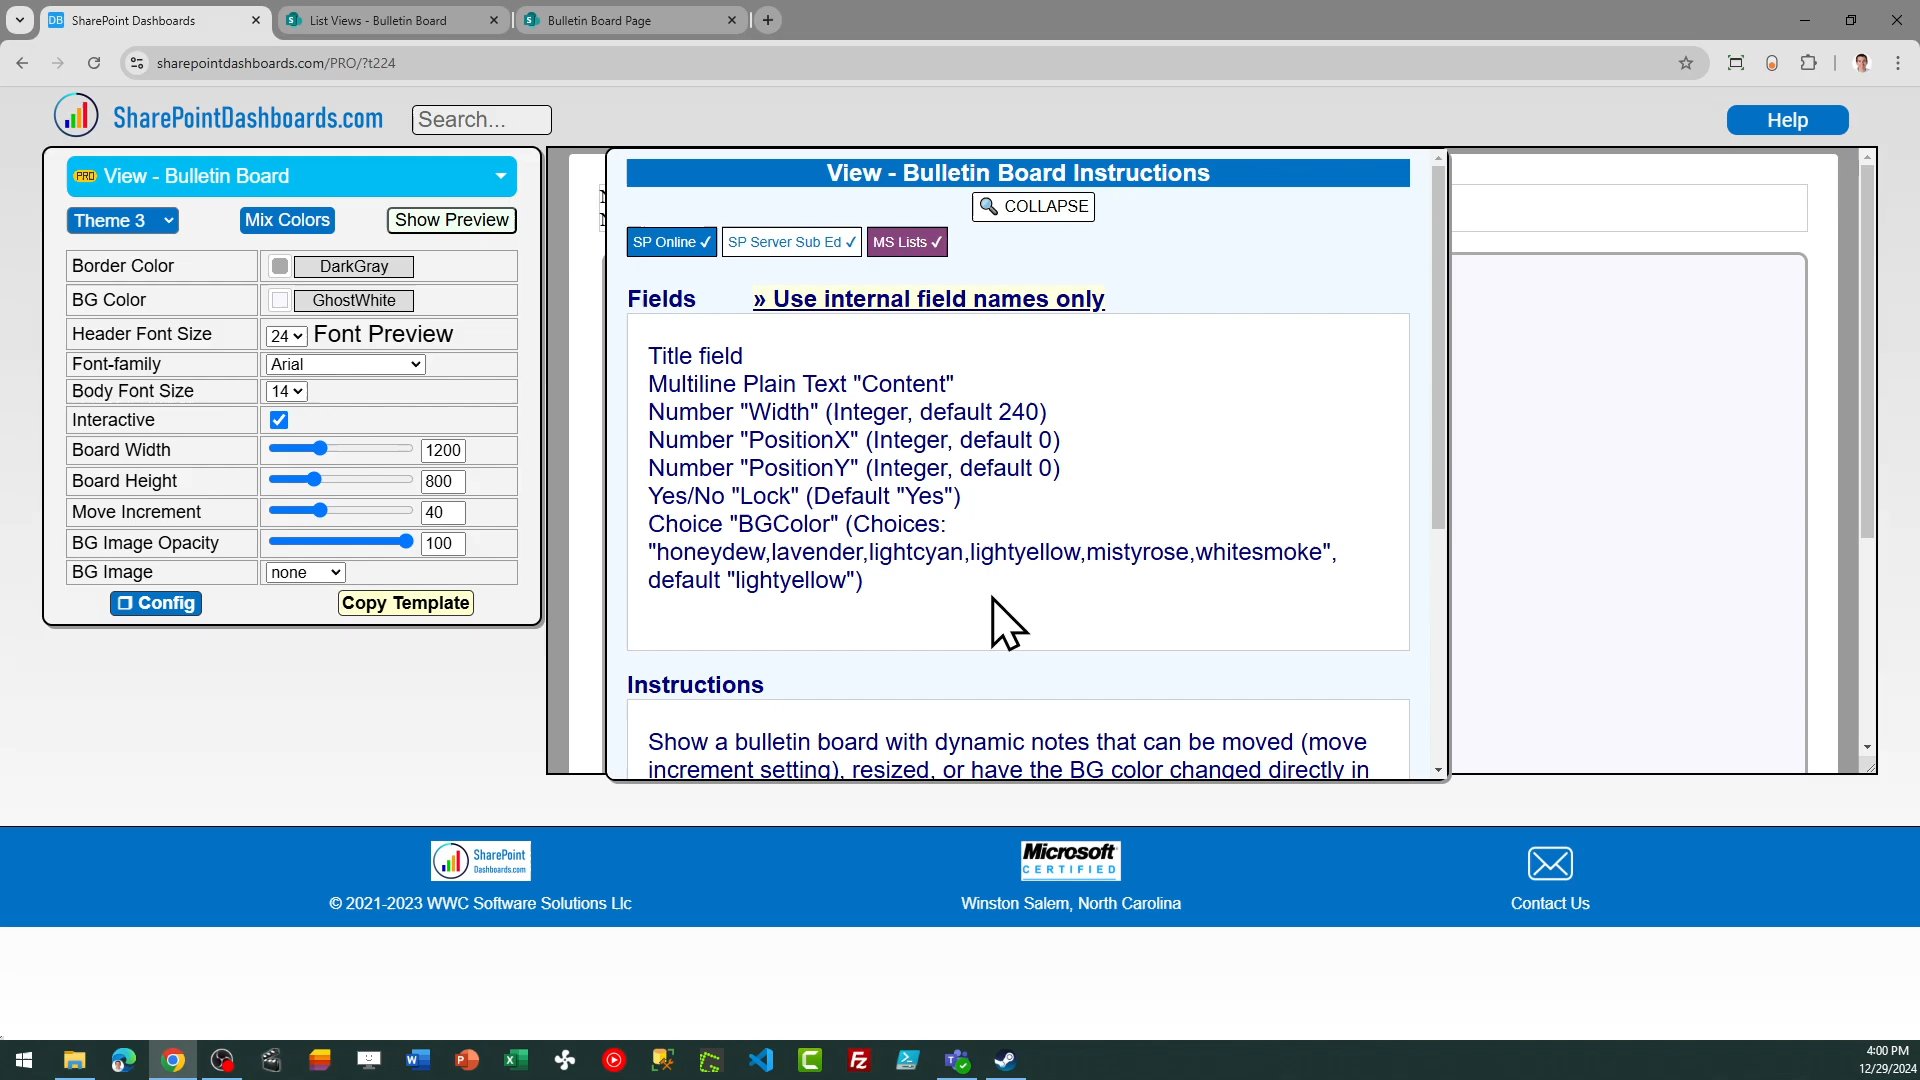 DB SharePoint Dashboards
List Views - Bulletin Board
Bulletin Board Page
sharepointdashboards.com/PRO/?t224
SharePointDashboards.com
Search...
Help
PRO View - Bulletin Board
Theme 3
Mix Colors
Show Preview
Border Color
DarkGray
BG Color
GhostWhite
Header Font Size
24
Font Preview
Font-family
Arial
Body Font Size
14
Interactive
Board Width
1200
Board Height
800
Move Increment
40
BG Image Opacity
100
BG Image
none
Config
Copy Template
View - Bulletin Board Instructions
COLLAPSE
SP Online ✓
SP Server Sub Ed ✓
MS Lists ✓
Fields
» Use internal field names only
Title field
Multiline Plain Text "Content"
Number "Width" (Integer, default 240)
Number "PositionX" (Integer, default 0)
Number "PositionY" (Integer, default 0)
Yes/No "Lock" (Default "Yes")
Choice "BGColor" (Choices:
"honeydew,lavender,lightcyan,lightyellow,mistyrose,whitesmoke",
default "lightyellow")
Instructions
Show a bulletin board with dynamic notes that can be moved (move
increment setting), resized, or have the BG color changed directly in
SharePoint
Dashboards.com
© 2021-2023 WWC Software Solutions Llc
Microsoft
CERTIFIED
Winston Salem, North Carolina
Contact Us
4:00 PM
12/29/2024